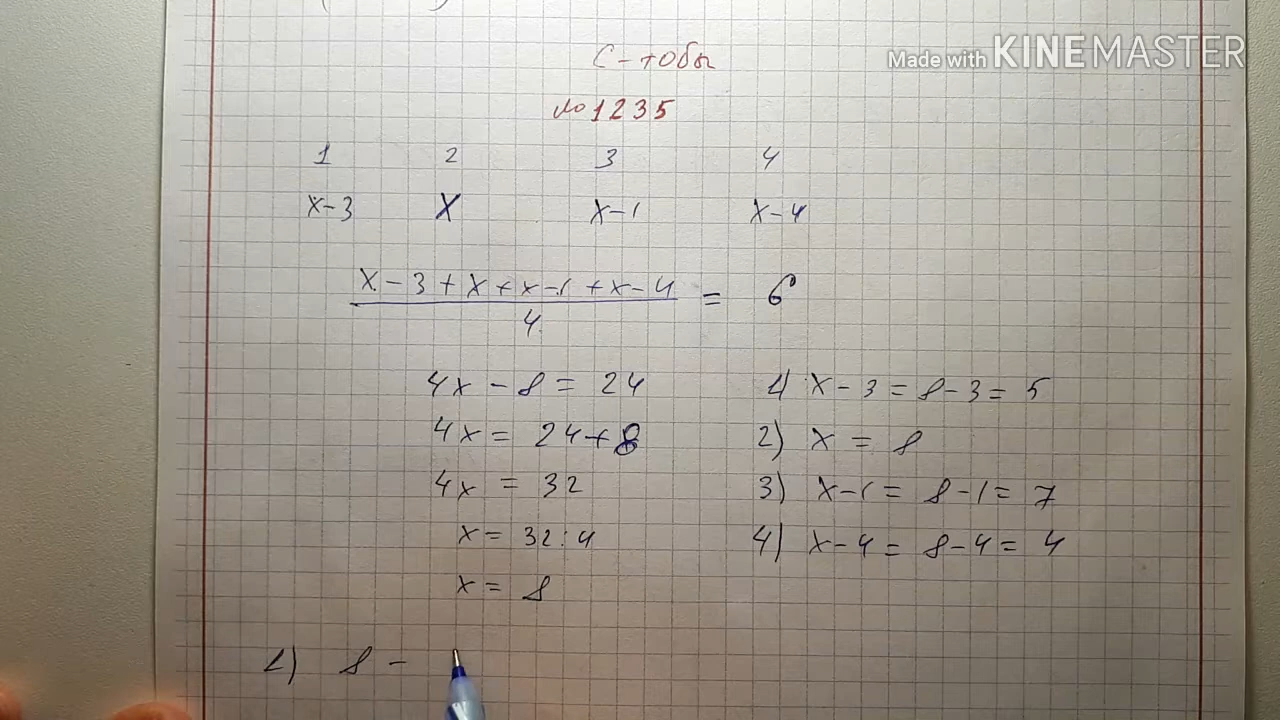 Made with KINEMASTER
С-тобы
№1235
1 2 3 4
x-3 x x-1 x-4
x-3+x+x-1+x-4 = 6
4
4x - 8 = 24
4x = 24+8
4x = 32
x = 32:4
x = 8
1) x-3 = 8-3 = 5
2) x = 8
3) x-1 = 8-1 = 7
4) x-4 = 8-4 = 4
1) 8 -